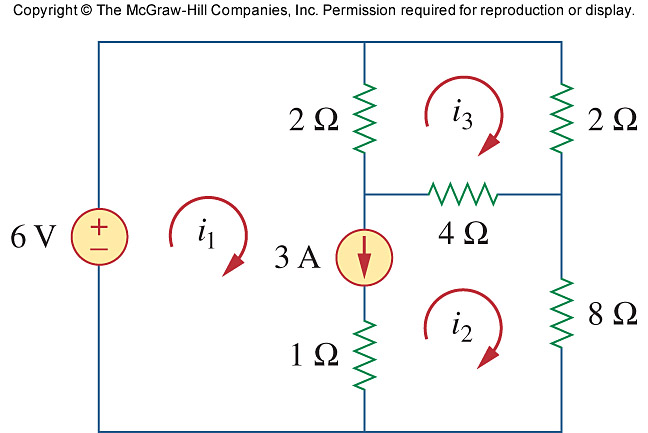 Copyright © The McGraw-Hill Companies, Inc. Permission required for reproduction or display.
2 Ω
i3
2 Ω
6 V
+
−
i1
3 A
4 Ω
1 Ω
i2
8 Ω